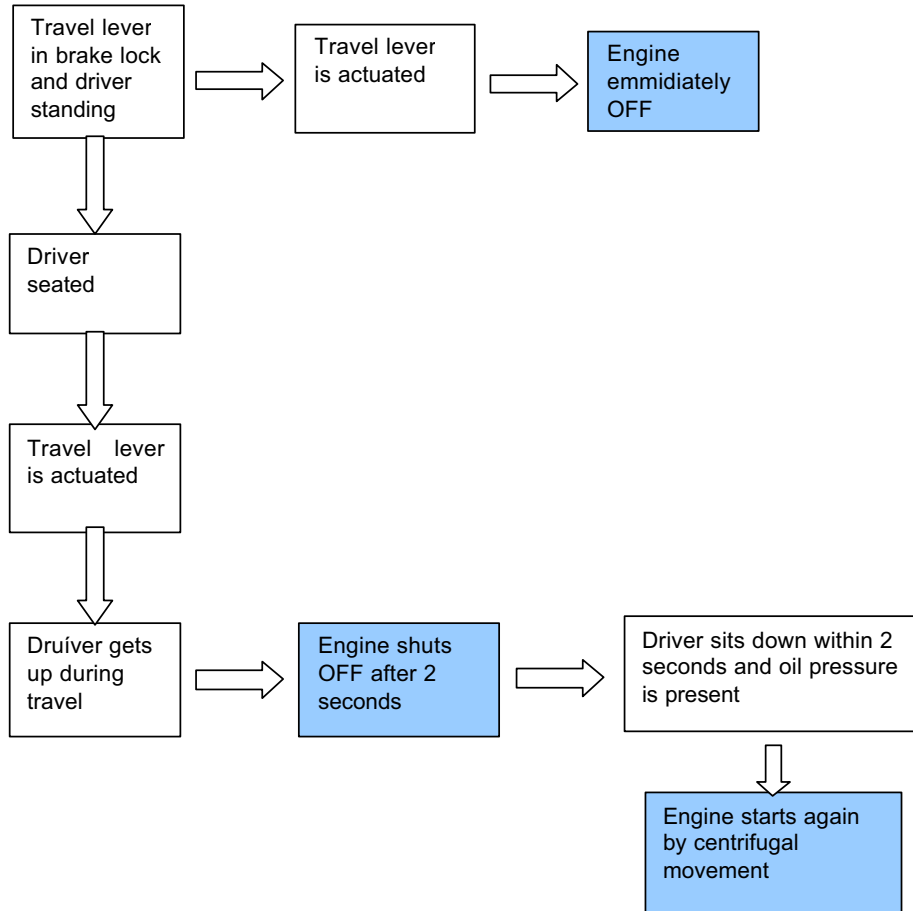 Travel lever
in brake lock
and driver
standing
Travel lever
is actuated
Engine
emmidiately
OFF
Driver
seated
Travel lever
is actuated
Druíver gets
up during
travel
Engine shuts
OFF after 2
seconds
Driver sits down within 2
seconds and oil pressure
is present
Engine starts again
by centrifugal
movement